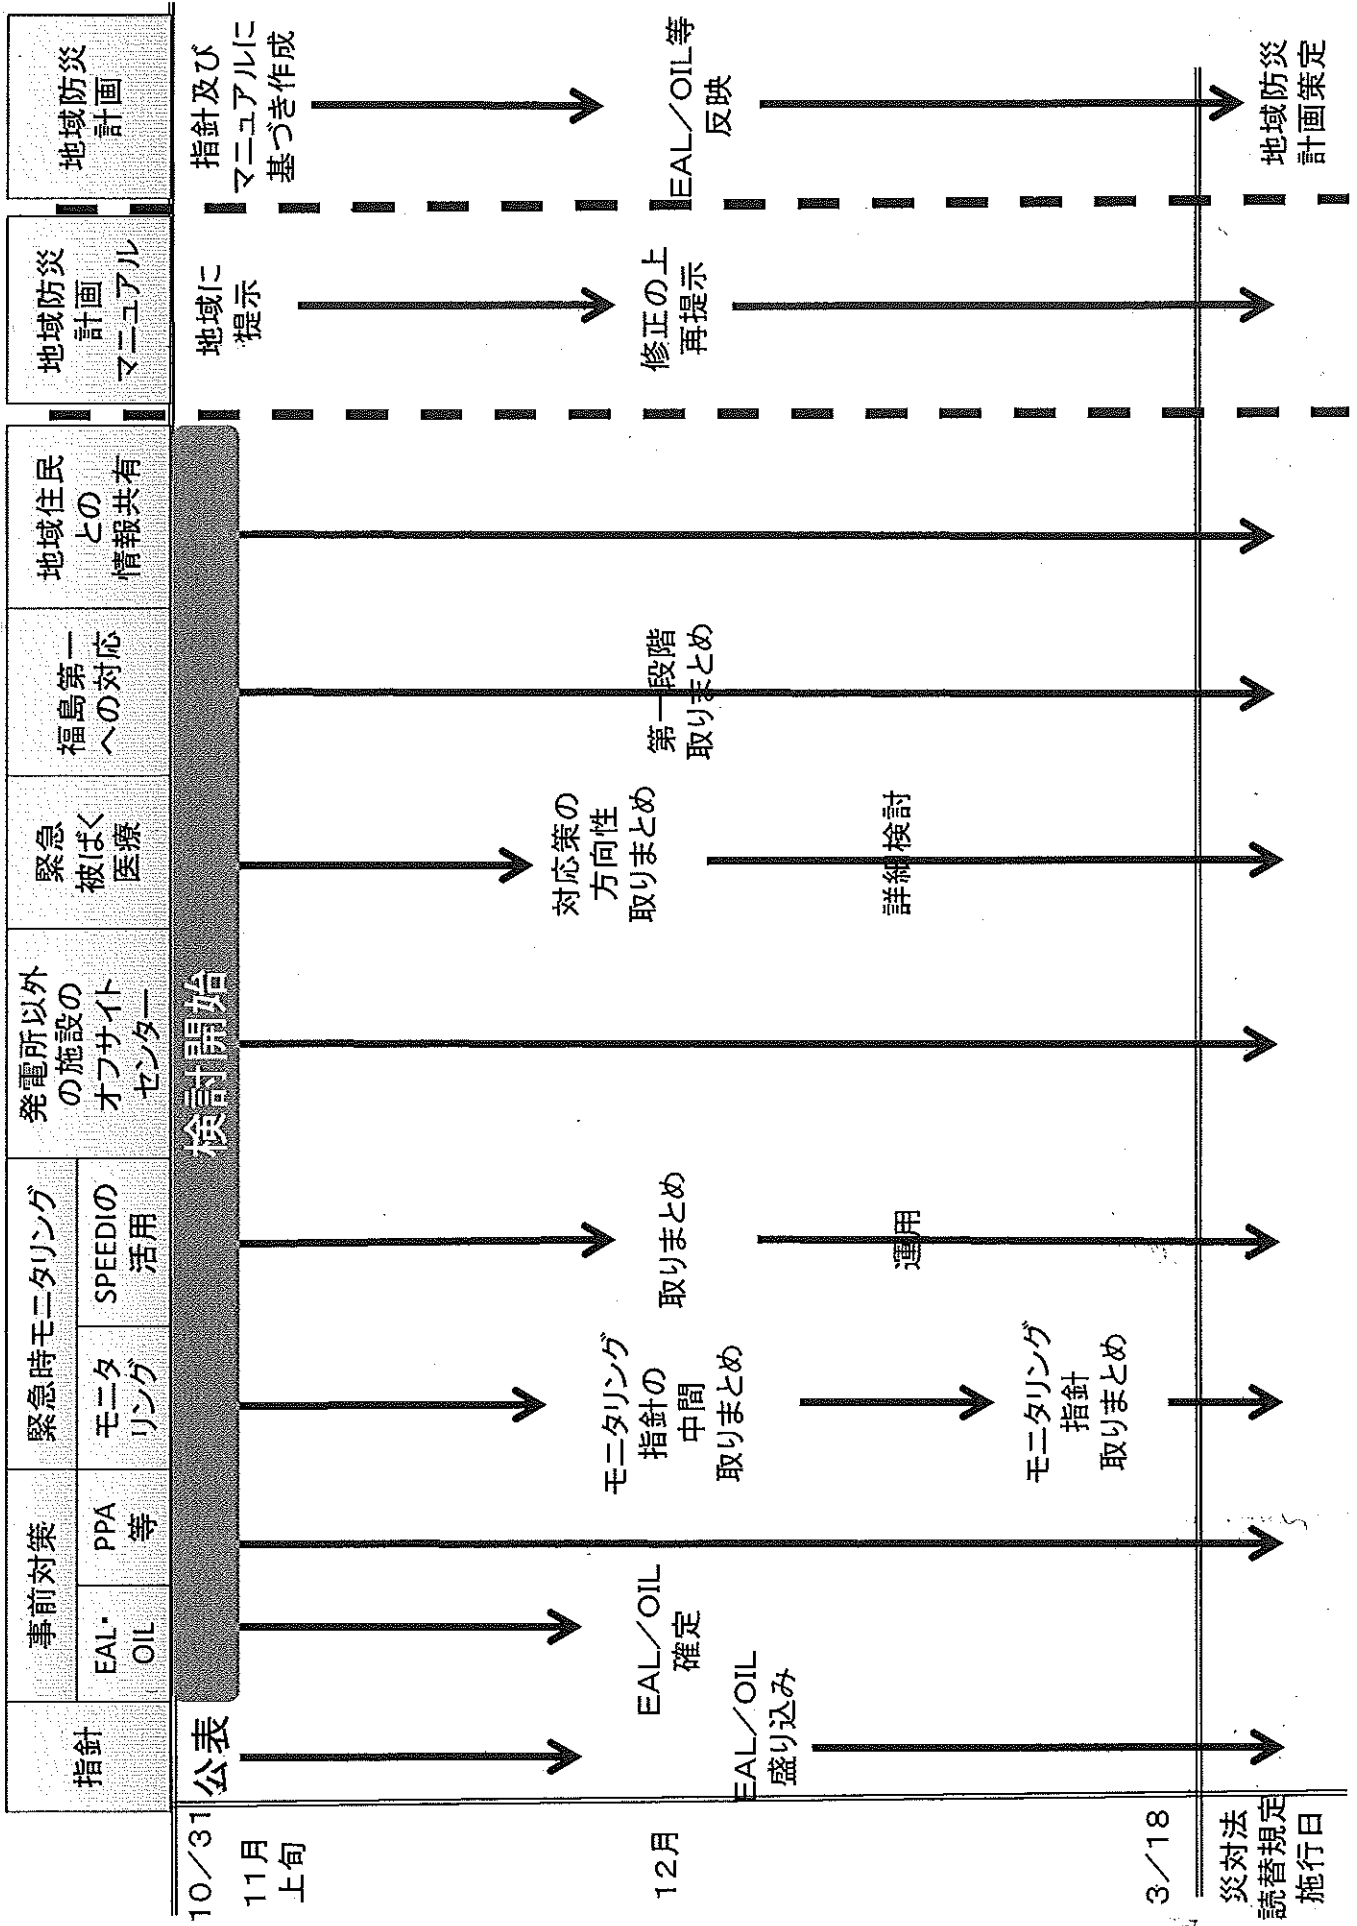 指針
事前対策
EAL・
OIL
PPA
等
緊急時モニタリング
モニタ
リング
SPEEDIの
活用
発電所以外
の施設の
オフサイト
センター
緊急
被ばく
医療
福島第一
への対応
地域住民
との
情報共有
地域防災
計画
マニュアル
地域防災
計画
10/31
公表
検討開始
地域に
提示
指針及び
マニュアルに
基づき作成
11月
上旬
12月
EAL/OIL
確定
EAL/OIL
盛り込み
モニタリング
指針の
中間
取りまとめ
取りまとめ
対応策の
方向性
取りまとめ
第一段階
取りまとめ
修正の上
再提示
EAL/OIL等
反映
運用
詳細検討
モニタリング
指針
取りまとめ
3/18
災対法
読替規定
施行日
地域防災
計画策定